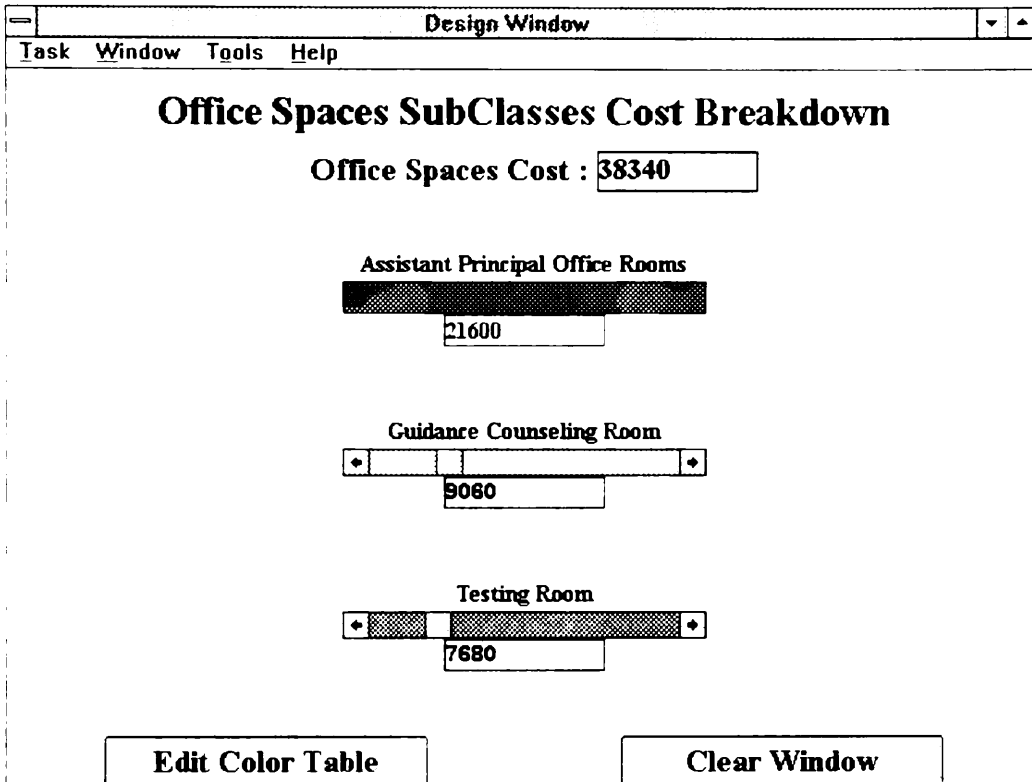 Design Window
Task Window Tools Help
Office Spaces SubClasses Cost Breakdown
Office Spaces Cost : 38340
Assistant Principal Office Rooms
21600
Guidance Counseling Room
9060
Testing Room
7680
Edit Color Table Clear Window